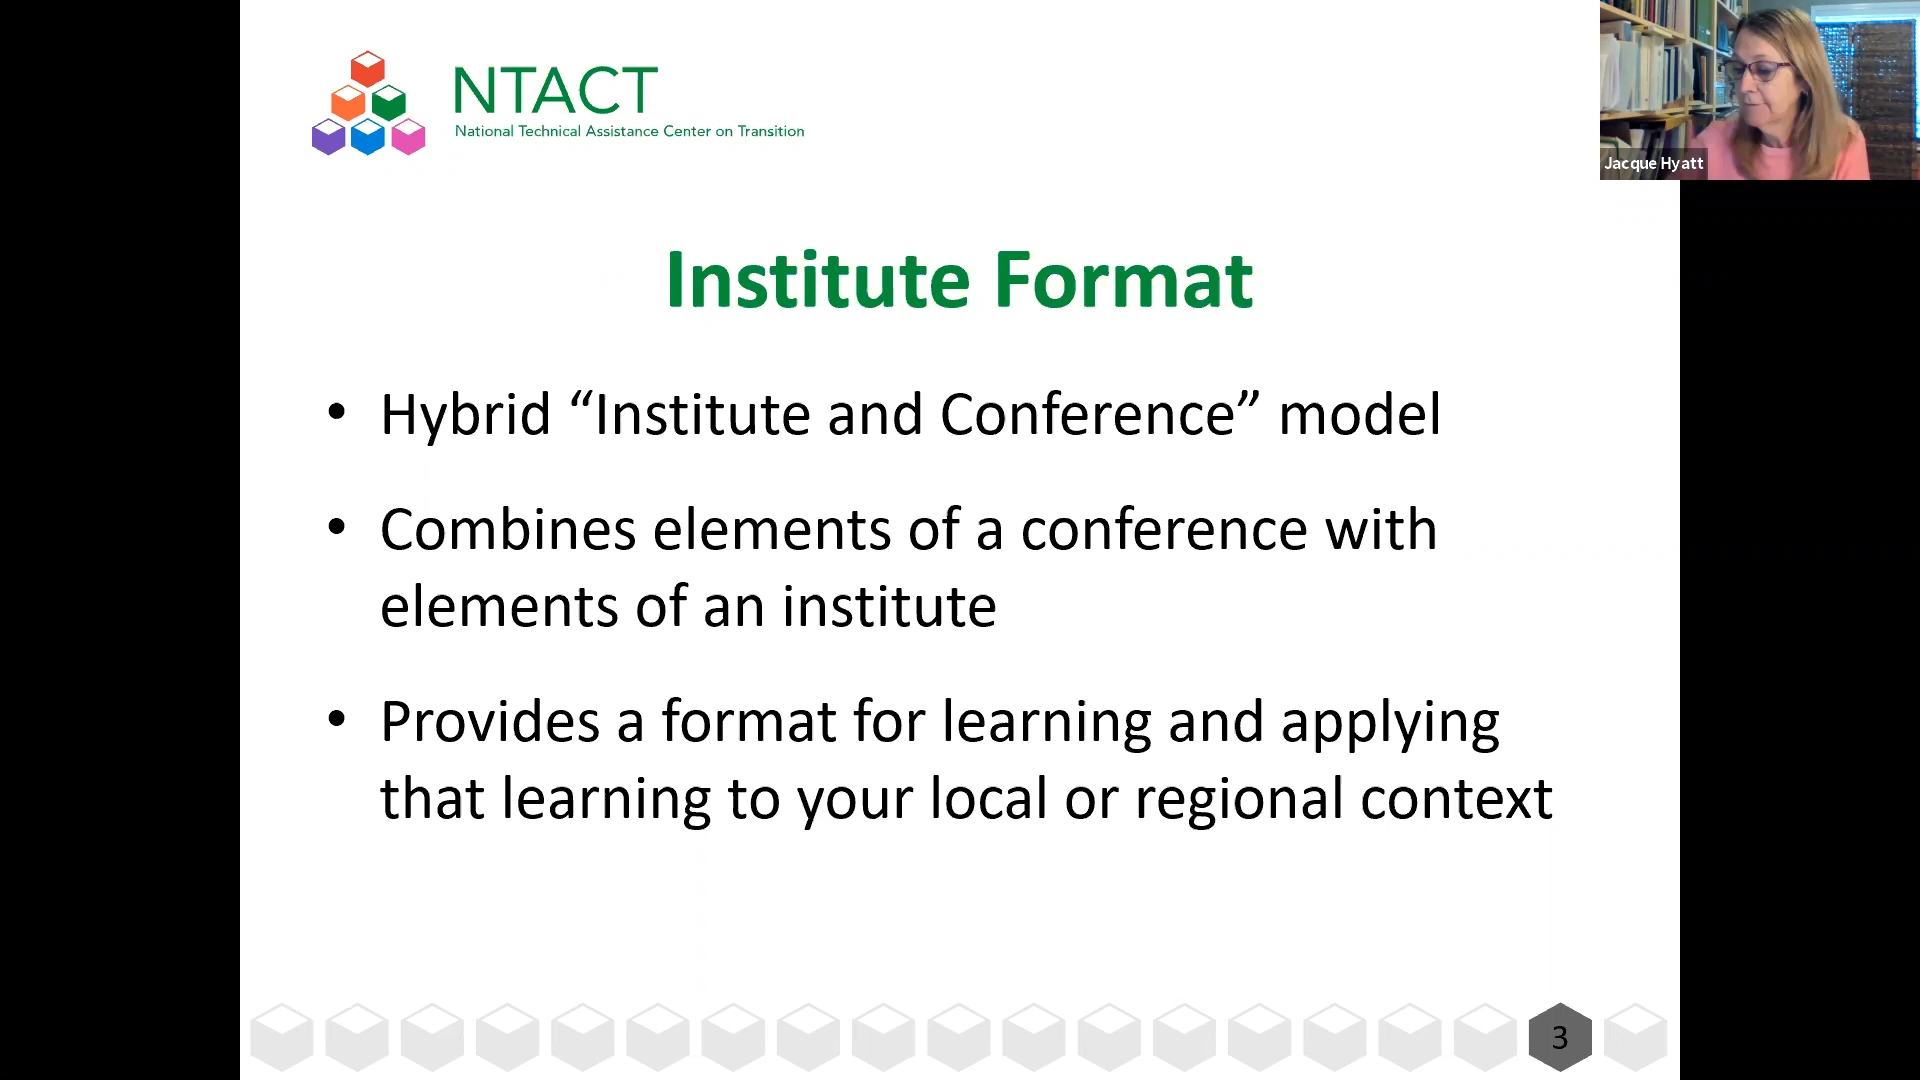 NTACT
National Technical Assistance Center on Transition
Jacque Hyatt
Institute Format
• Hybrid “Institute and Conference” model
• Combines elements of a conference with
elements of an institute
• Provides a format for learning and applying
that learning to your local or regional context
3